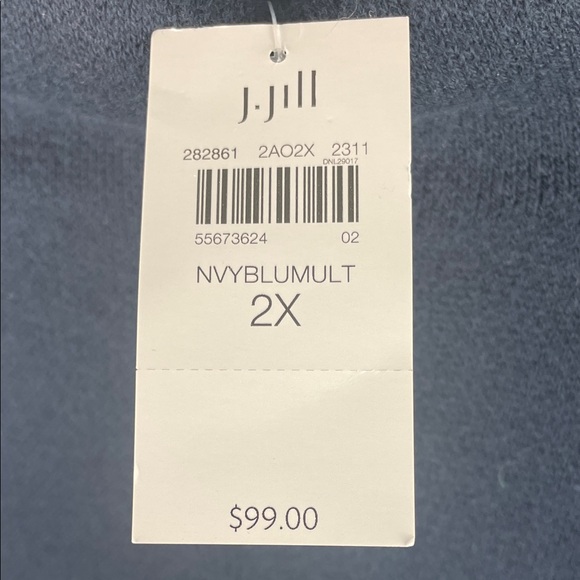 J.Jill
282861 2AO2X 2311
DNL29017
55673624 02
NVYBLUMULT
2X
$99.00